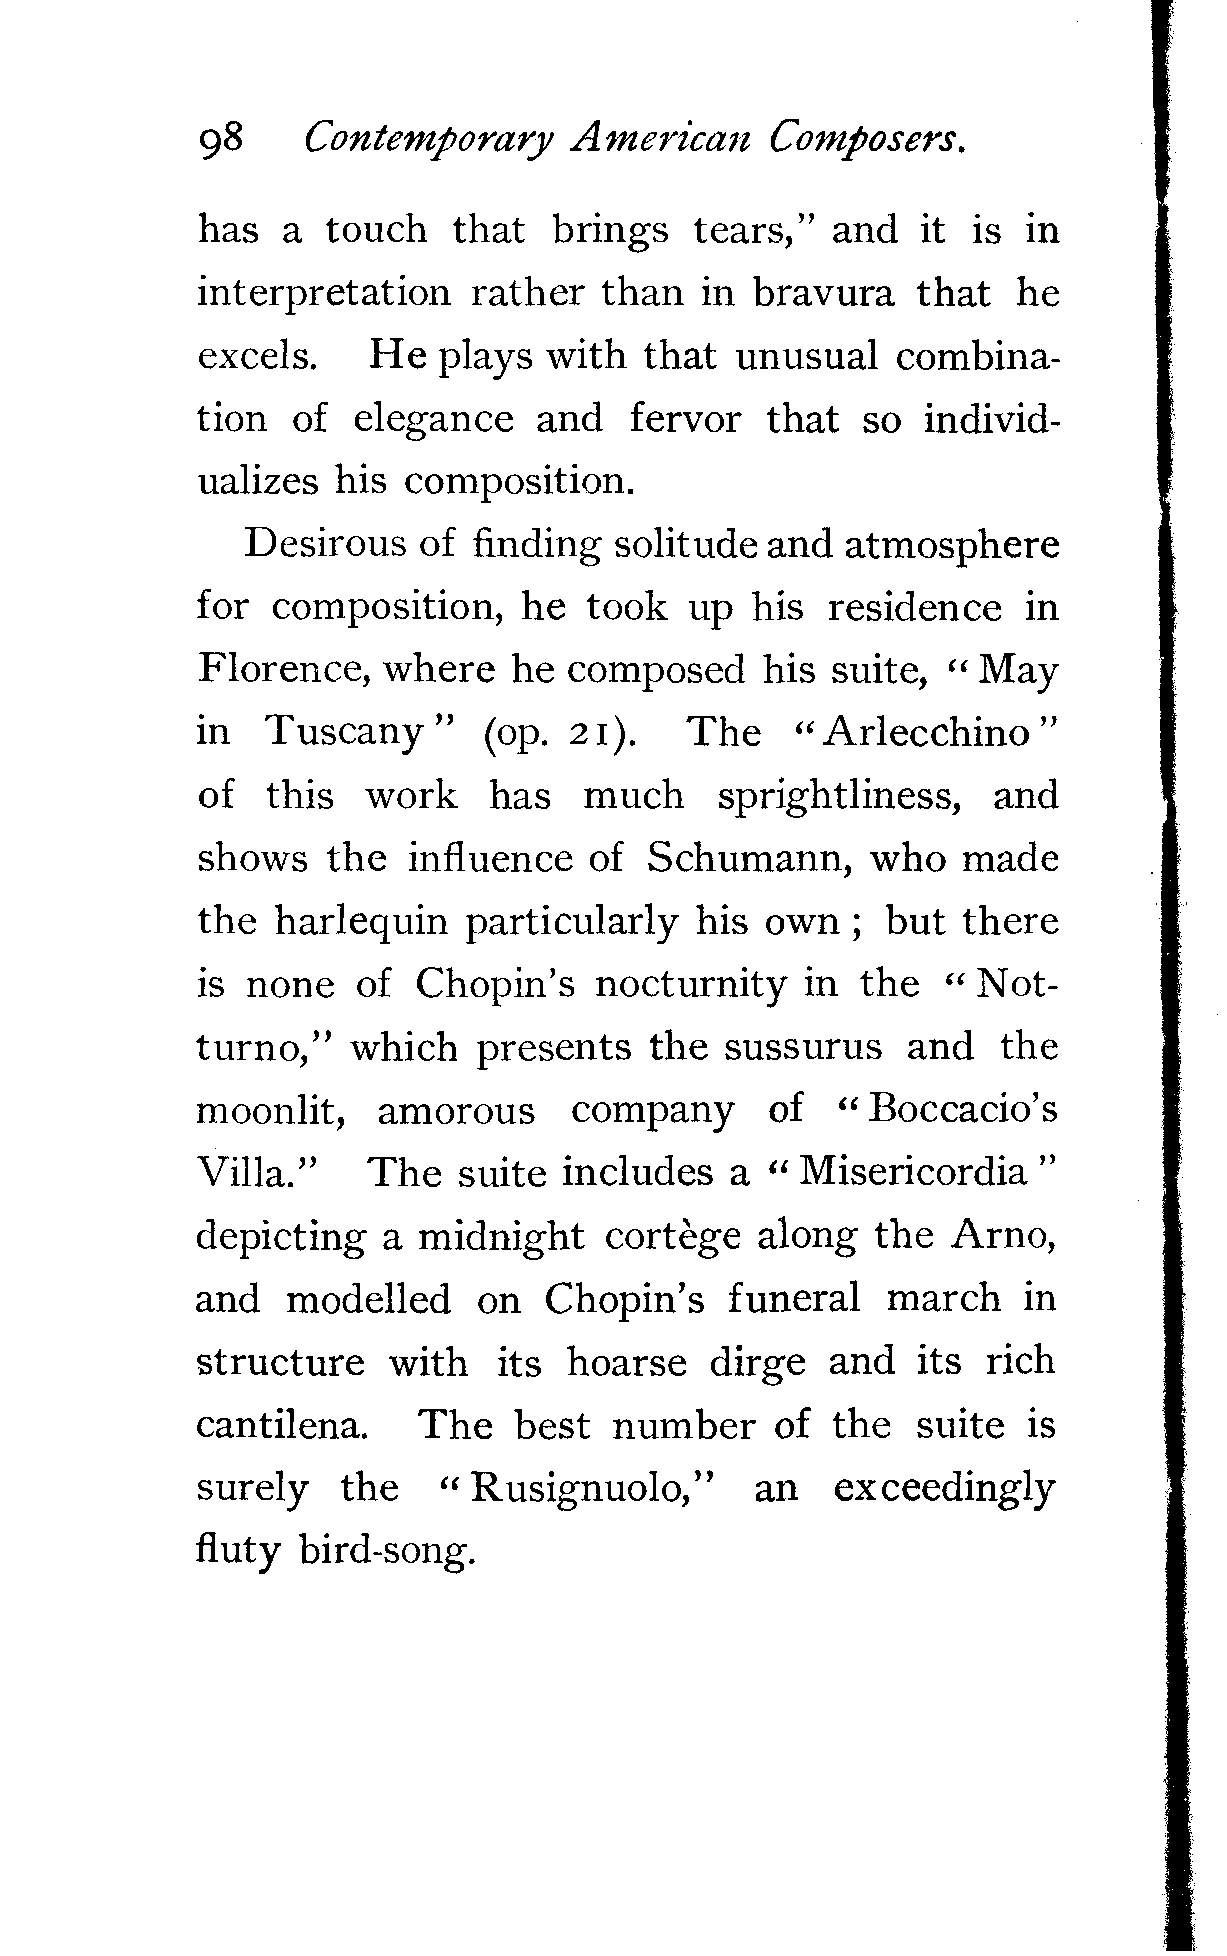 98 Contemporary American Composers.
has a touch that brings tears,” and it is in
interpretation rather than in bravura that he
excels. He plays with that unusual combina-
tion of elegance and fervor that so individ-
ualizes his composition.
Desirous of finding solitude and atmosphere
for composition, he took up his residence in
Florence, where he composed his suite, “ May
in Tuscany ” (op. 21). The “ Arlecchino ”
of this work has much sprightliness, and
shows the influence of Schumann, who made
the harlequin particularly his own ; but there
is none of Chopin’s nocturnity in the “ Not-
turno,” which presents the sussurus and the
moonlit, amorous company of “ Boccacio’s
Villa.” The suite includes a “ Misericordia ”
depicting a midnight cortège along the Arno,
and modelled on Chopin’s funeral march in
structure with its hoarse dirge and its rich
cantilena. The best number of the suite is
surely the “ Rusignuolo,” an exceedingly
fluty bird-song.